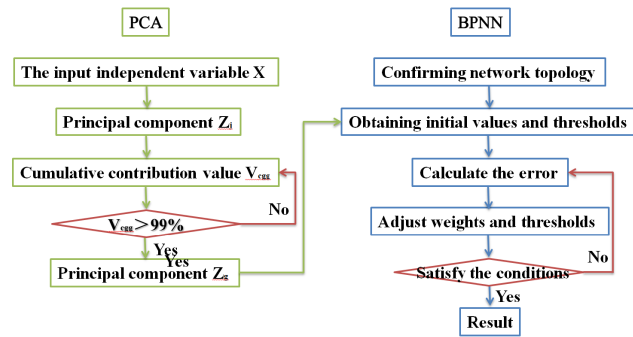 PCA
The input independent variable X
Principal component Zi
Cumulative contribution value Vegg
Vegg>99%
No
Yes
Yes
Principal component Zg
BPNN
Confirming network topology
Obtaining initial values and thresholds
Calculate the error
Adjust weights and thresholds
Satisfy the conditions
No
Yes
Result